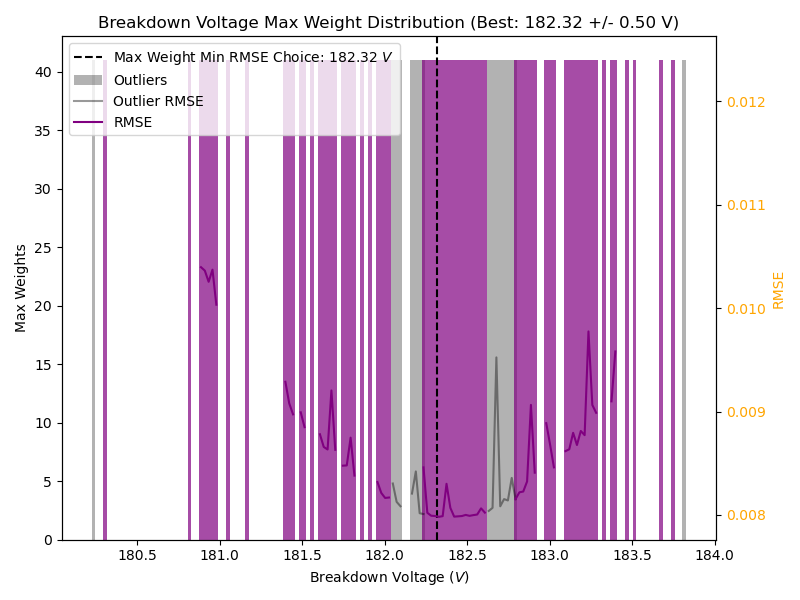 Breakdown Voltage Max Weight Distribution (Best: 182.32 +/- 0.50 V)
Max Weight Min RMSE Choice: 182.32 V
Outliers
Outlier RMSE
RMSE
40
35
30
25
20
15
10
5
0
Max Weights
0.012
0.011
0.010
0.009
0.008
RMSE
180.5 181.0 181.5 182.0 182.5 183.0 183.5 184.0
Breakdown Voltage (V)